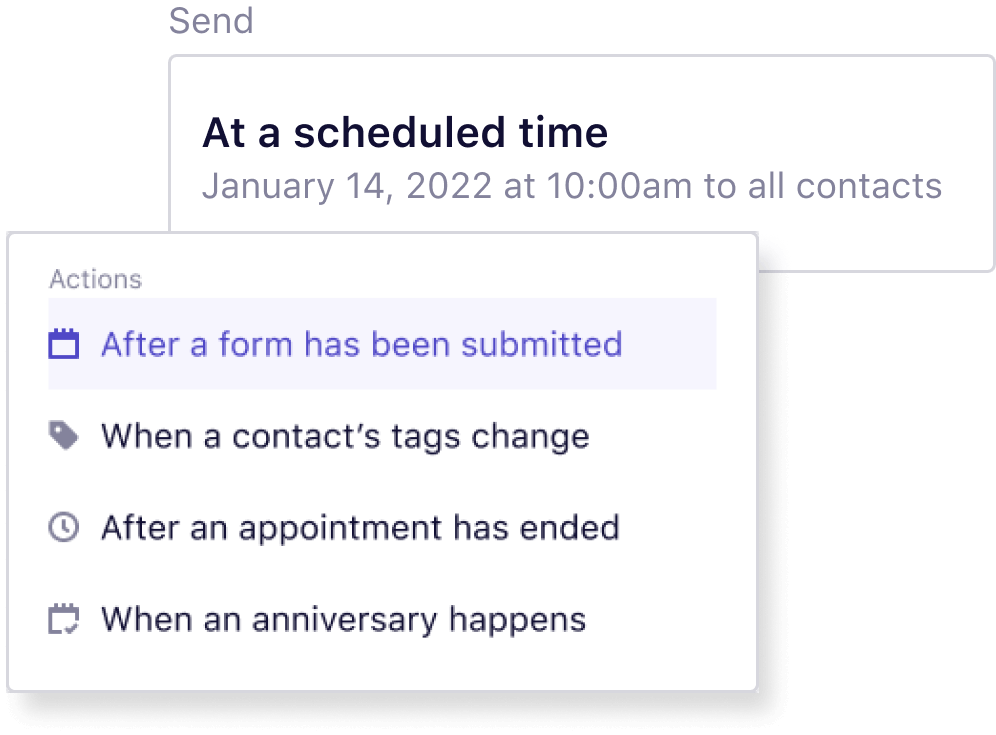 Send
At a scheduled time
January 14, 2022 at 10:00am to all contacts
Actions
After a form has been submitted
When a contact’s tags change
After an appointment has ended
When an anniversary happens